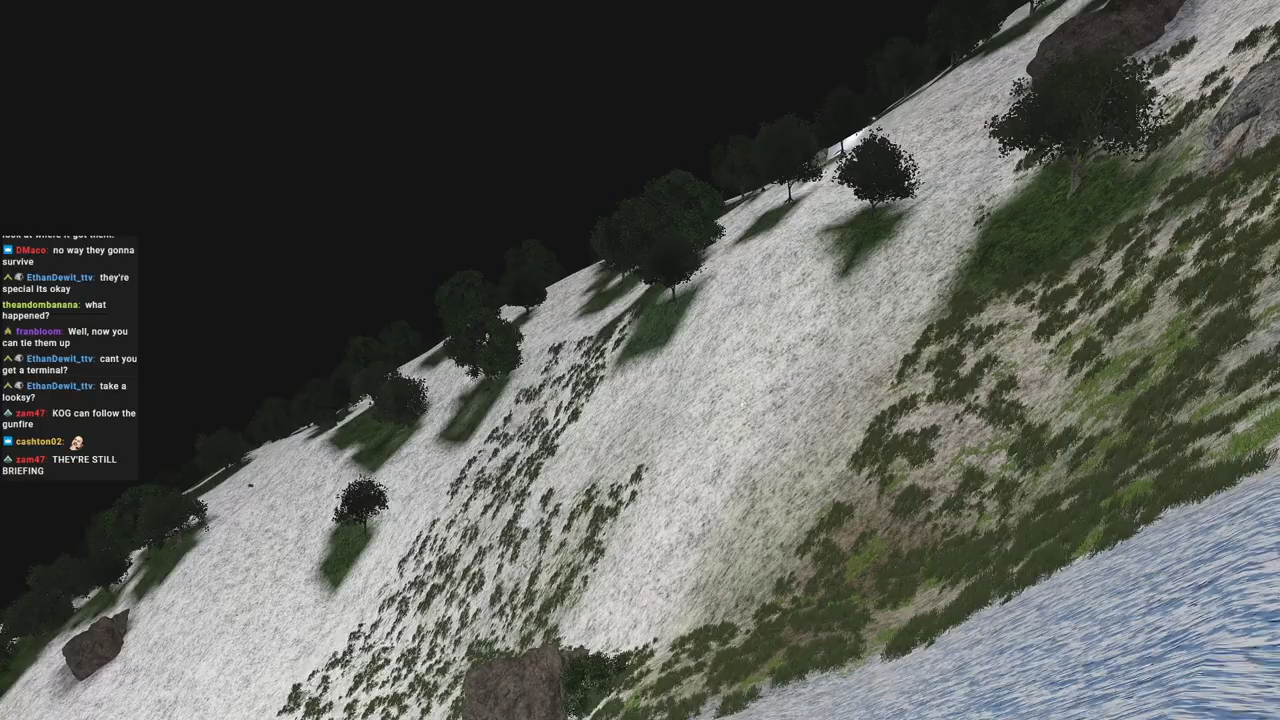 DMaco: no way they gonna
survive
EthanDewit_ttv: they're
special its okay
theandombanana: what
happened?
franbloom: Well, now you
can tie them up
EthanDewit_ttv: cant you
get a terminal?
EthanDewit_ttv: take a
looksy?
zam47: KOG can follow the
gunfire
cashton02:
zam47: THEY'RE STILL
BRIEFING